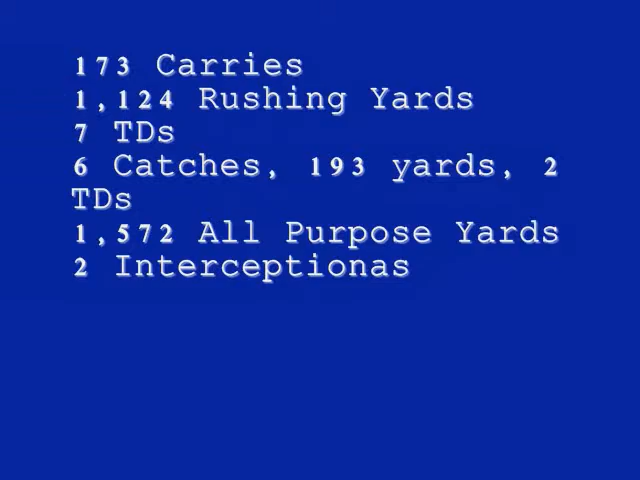 173 Carries
1,124 Rushing Yards
7 TDs
6 Catches, 193 yards, 2
TDs
1,572 All Purpose Yards
2 Interceptionas